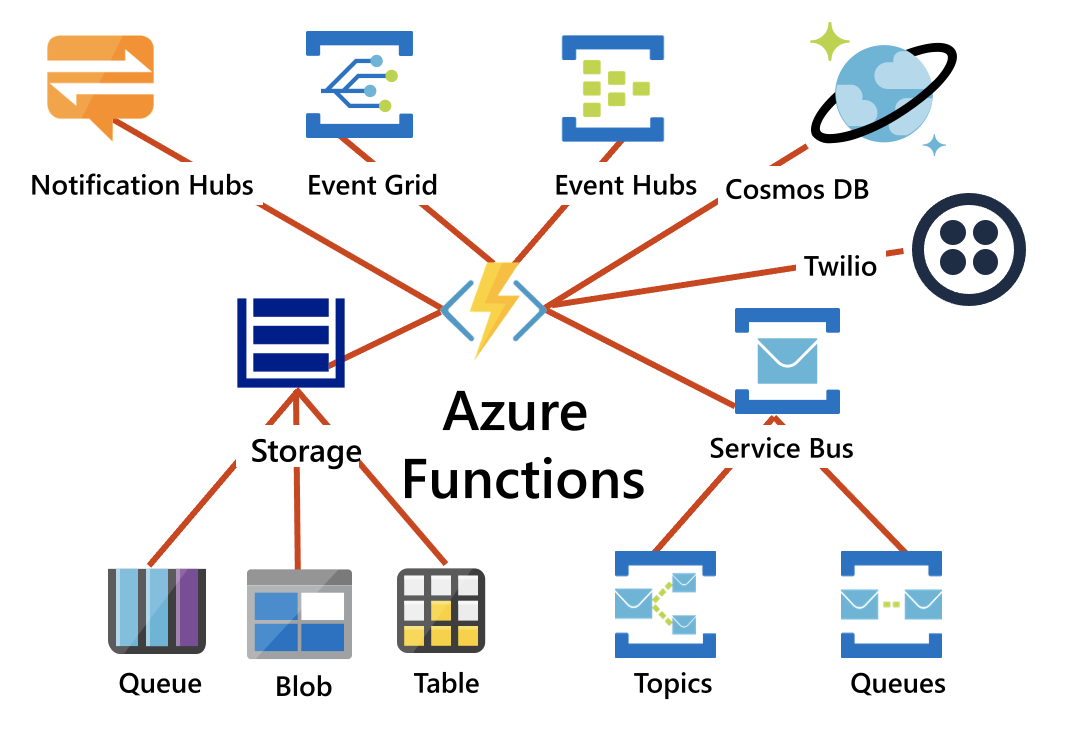 Notification Hubs
Event Grid
Event Hubs
Cosmos DB
Twilio
Azure
Functions
Storage
Service Bus
Queue
Blob
Table
Topics
Queues